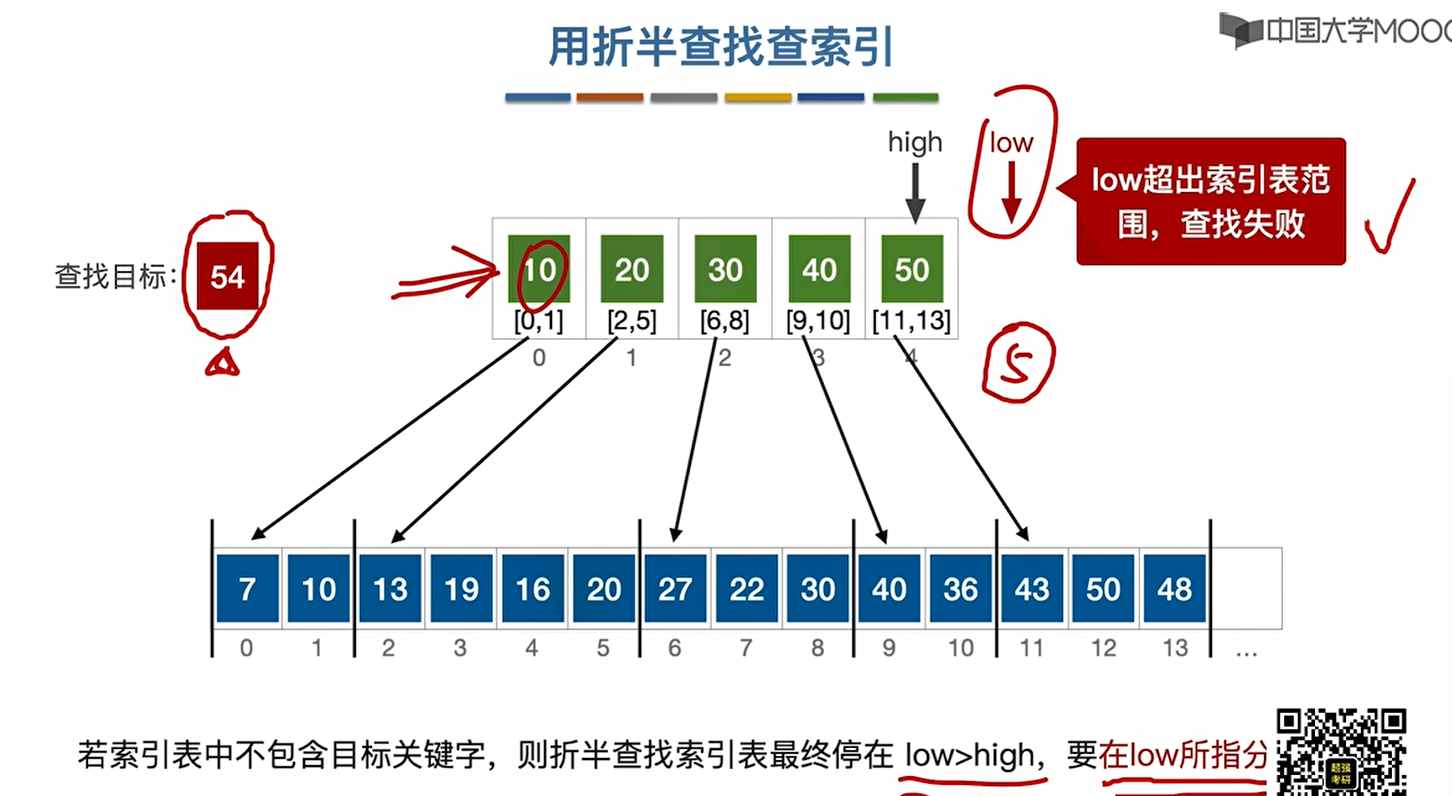 用折半查找查索引
中国大学MOOC
high
low
low超出索引表范
围，查找失败
查找目标：
54
10 20 30 40 50
[0,1] [2,5] [6,8] [9,10] [11,13]
0 1 2 3 4
5
7 10 13 19 16 20 27 22 30 40 36 43 50 48
0 1 2 3 4 5 6 7 8 9 10 11 12 13 ...
若索引表中不包含目标关键字，则折半查找索引表最终停在 low>high，要在low所指分
超强
考研